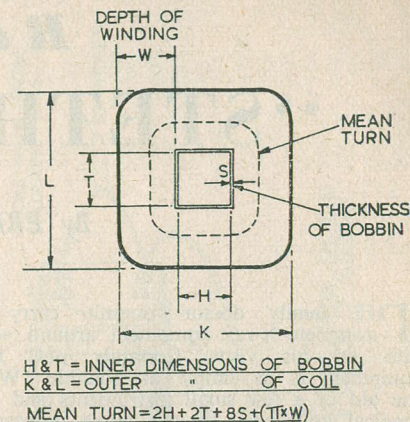 DEPTH OF
WINDING
W
MEAN
TURN
L
T
S
THICKNESS
OF BOBBIN
H
K
H & T = INNER DIMENSIONS OF BOBBIN
K & L = OUTER " OF COIL
MEAN TURN = 2H + 2T + 8S + (π × W)